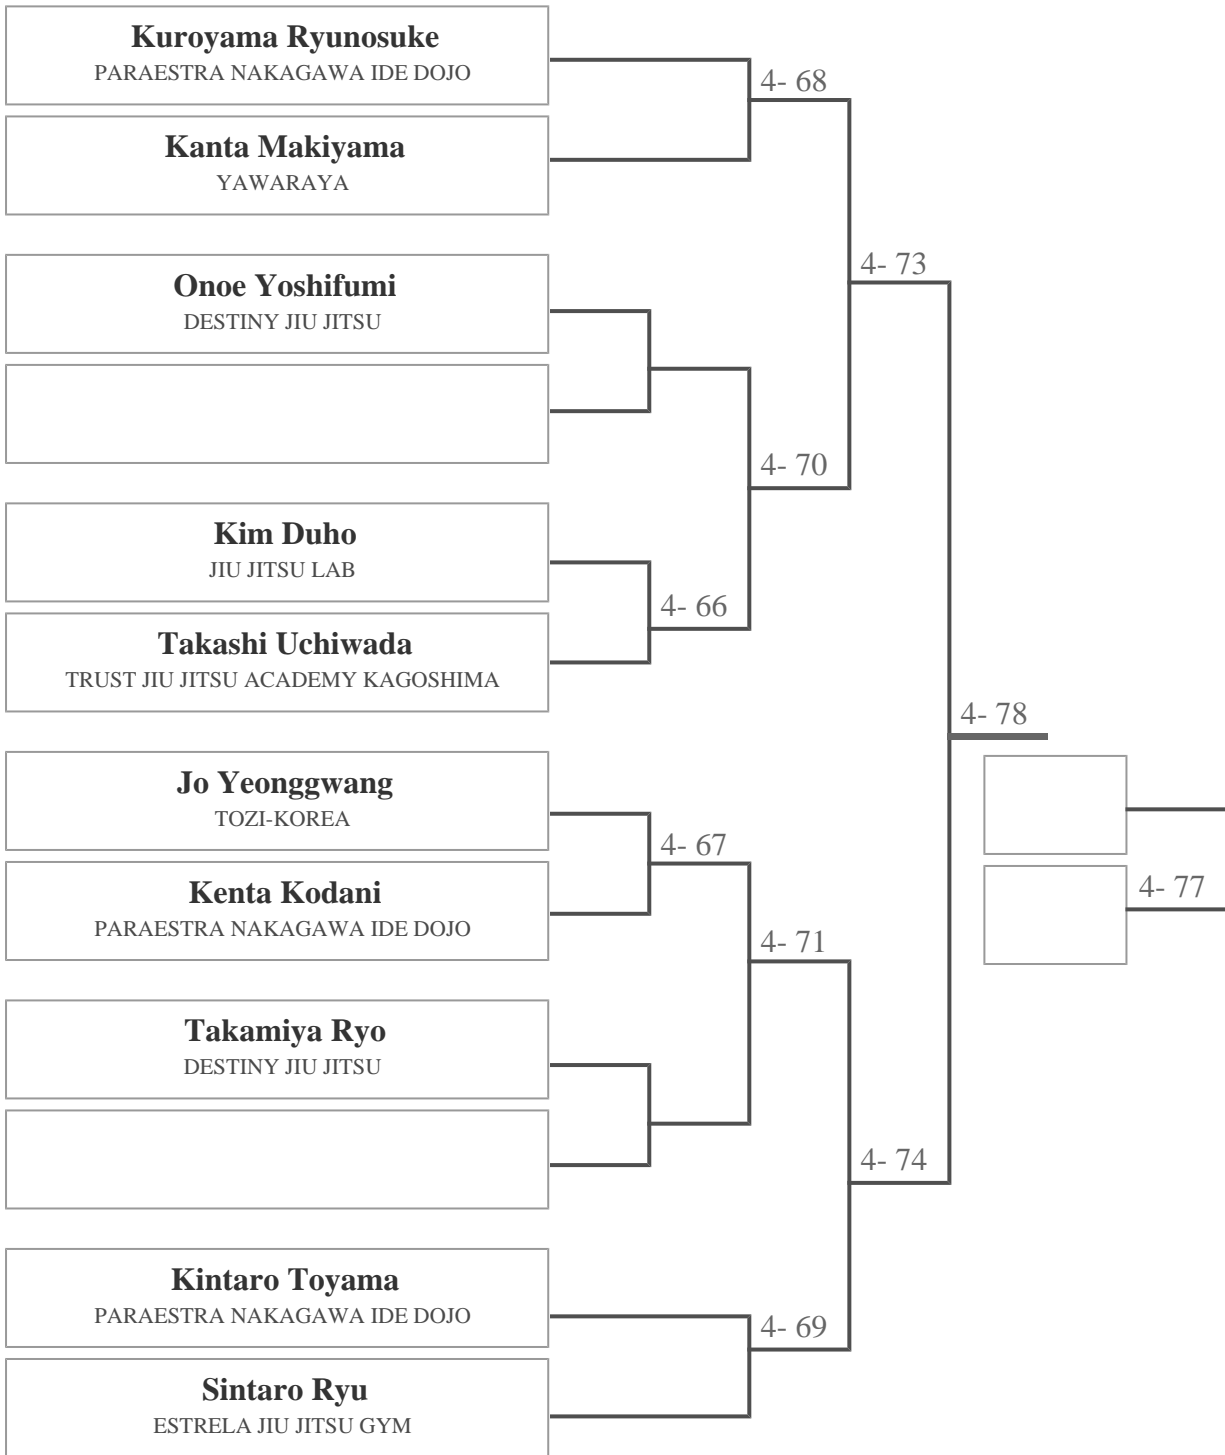 Kuroyama Ryunosuke
PARAESTRA NAKAGAWA IDE DOJO
4- 68
Kanta Makiyama
YAWARAYA
4- 73
Onoe Yoshifumi
DESTINY JIU JITSU
4- 70
Kim Duho
JIU JITSU LAB
4- 66
Takashi Uchiwada
TRUST JIU JITSU ACADEMY KAGOSHIMA
4- 78
Jo Yeonggwang
TOZI-KOREA
4- 67
Kenta Kodani
PARAESTRA NAKAGAWA IDE DOJO
4- 77
4- 71
Takamiya Ryo
DESTINY JIU JITSU
4- 74
Kintaro Toyama
PARAESTRA NAKAGAWA IDE DOJO
4- 69
Sintaro Ryu
ESTRELA JIU JITSU GYM